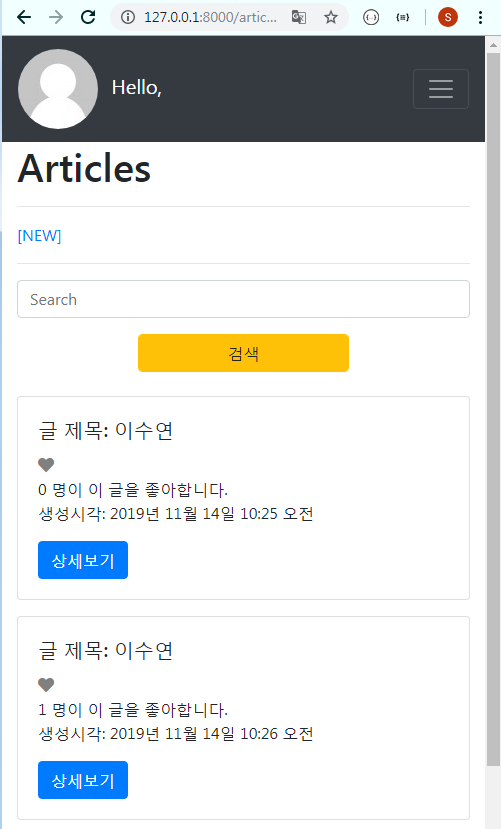 127.0.0.1:8000/artic...
S
Hello,
Articles
[NEW]
Search
검색
글 제목: 이수연
0 명이 이 글을 좋아합니다.
생성시각: 2019년 11월 14일 10:25 오전
상세보기
글 제목: 이수연
1 명이 이 글을 좋아합니다.
생성시각: 2019년 11월 14일 10:26 오전
상세보기